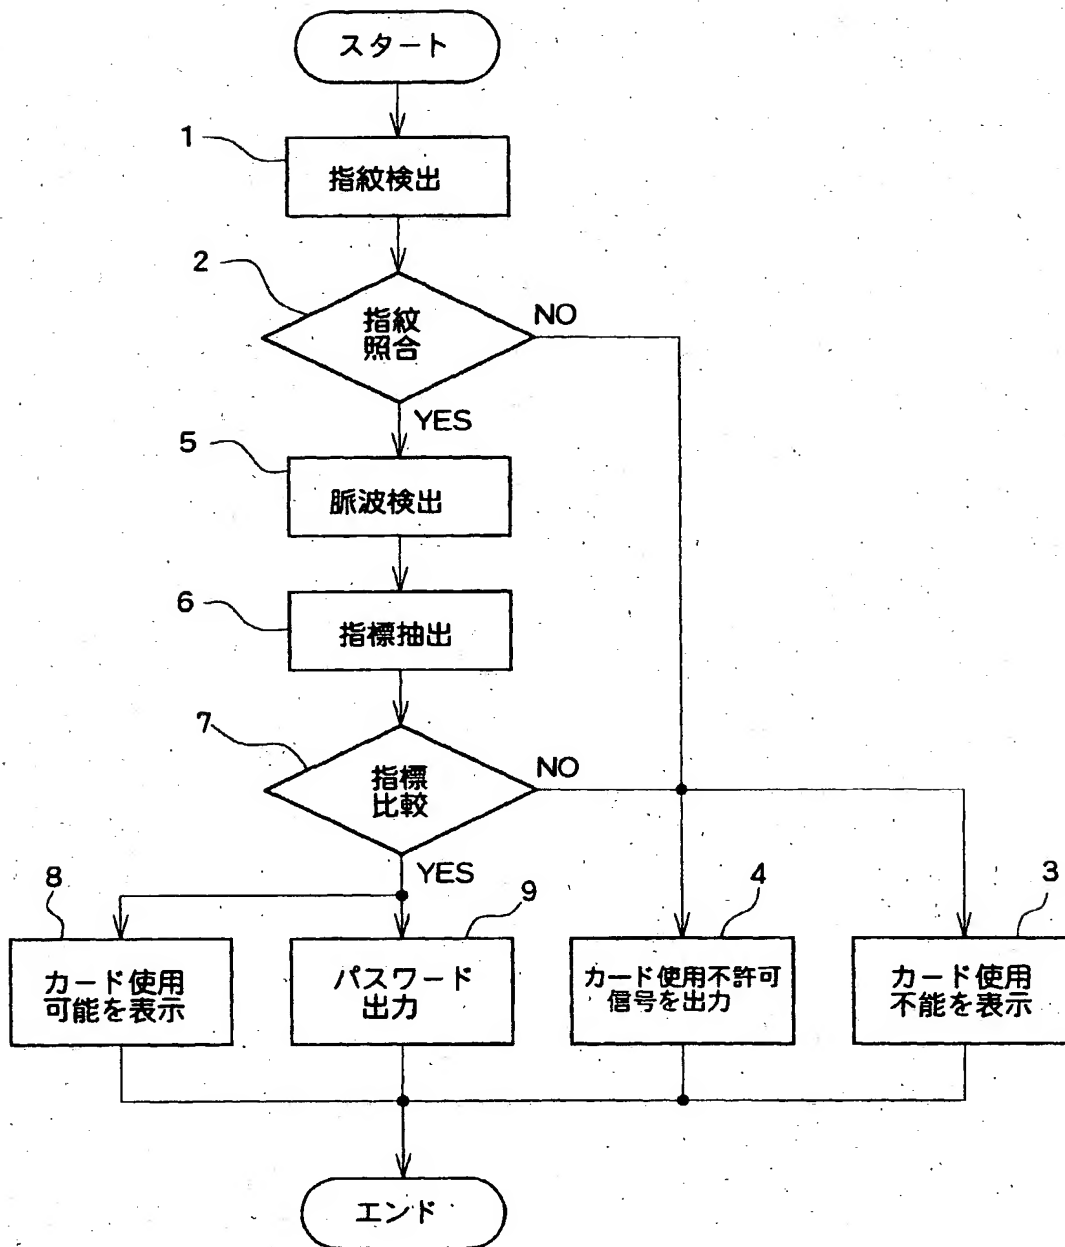 スタート
1
指紋検出
2
指紋
照合
NO
YES
5
脈波検出
6
指標抽出
7
指標
比較
NO
YES
8
カード使用
可能を表示
9
パスワード
出力
4
カード使用不許可
信号を出力
3
カード使用
不能を表示
エンド